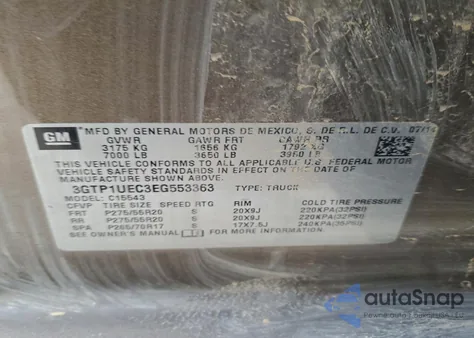 GM
MFD BY GENERAL MOTORS DE MEXICO, S. DE R.L. DE C.V. 07/14
GVWR GAWR FRT GAWR RR
3175 KG 1656 KG 1792 KG
7000 LB 3650 LB 3950 LB
THIS VEHICLE CONFORMS TO ALL APPLICABLE U.S. FEDERAL MOTOR
VEHICLE SAFETY STANDARDS IN EFFECT ON THE DATE OF
MANUFACTURE SHOWN ABOVE.
3GTP1UEC3EG553363 TYPE: TRUCK
MODEL: C15543
CFVP TIRE SIZE SPEED RTG RIM COLD TIRE PRESSURE
FRT P275/55R20 S 20X9J 220KPA(32PSI)
RR P275/55R20 S 20X9J 220KPA(32PSI)
SPA P265/70R17 S 17X7.5J 240KPA(35PSI)
SEE OWNER'S MANUAL FOR MORE INFORMATION.
autoSnap